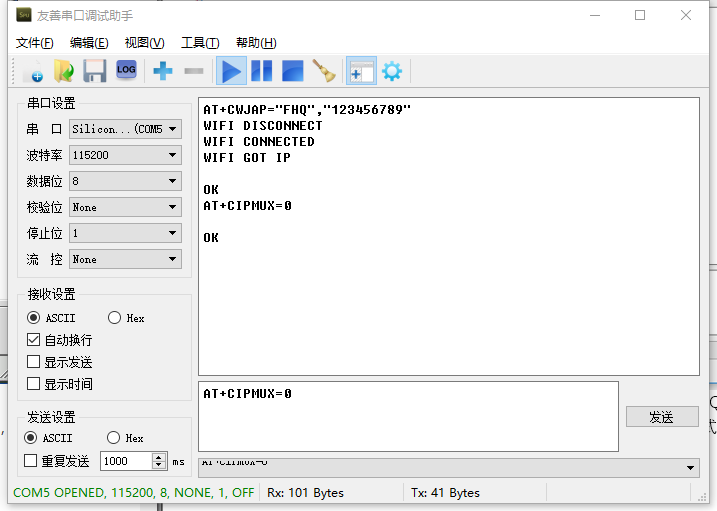 友善串口调试助手
文件(F) 编辑(E) 视图(V) 工具(T) 帮助(H)
LOG
串口设置
串 口 Silicon...(COM5
波特率 115200
数据位 8
校验位 None
停止位 1
流 控 None
接收设置
ASCII Hex
自动换行
显示发送
显示时间
发送设置
ASCII Hex
重复发送 1000 ms
AT+CWJAP="FHQ","123456789"
WIFI DISCONNECT
WIFI CONNECTED
WIFI GOT IP
OK
AT+CIPMUX=0
OK
AT+CIPMUX=0
发送
AT+CIPMUX=0
COM5 OPENED, 115200, 8, NONE, 1, OFF Rx: 101 Bytes Tx: 41 Bytes